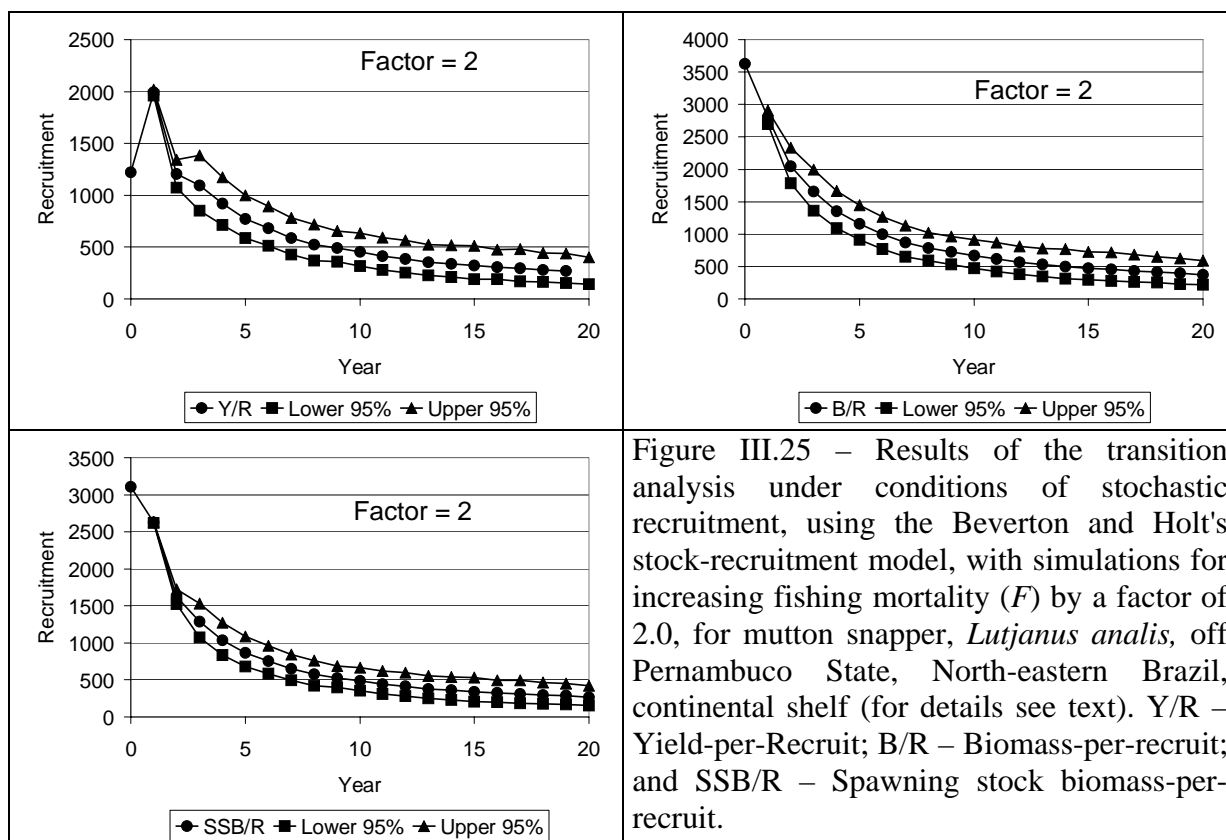 2500
2000
1500
1000
500
0
Recruitment
Factor = 2
0 5 10 15 20
Year
Y/R Lower 95% Upper 95%
4000
3500
3000
2500
2000
1500
1000
500
0
Recruitment
Factor = 2
0 5 10 15 20
Year
B/R Lower 95% Upper 95%
3500
3000
2500
2000
1500
1000
500
0
Recruitment
Factor = 2
0 5 10 15 20
Year
SSB/R Lower 95% Upper 95%
Figure III.25 – Results of the transition
analysis under conditions of stochastic
recruitment, using the Beverton and Holt's
stock-recruitment model, with simulations for
increasing fishing mortality (F) by a factor of
2.0, for mutton snapper, Lutjanus analis, off
Pernambuco State, North-eastern Brazil,
continental shelf (for details see text). Y/R –
Yield-per-Recruit; B/R – Biomass-per-recruit;
and SSB/R – Spawning stock biomass-per-
recruit.